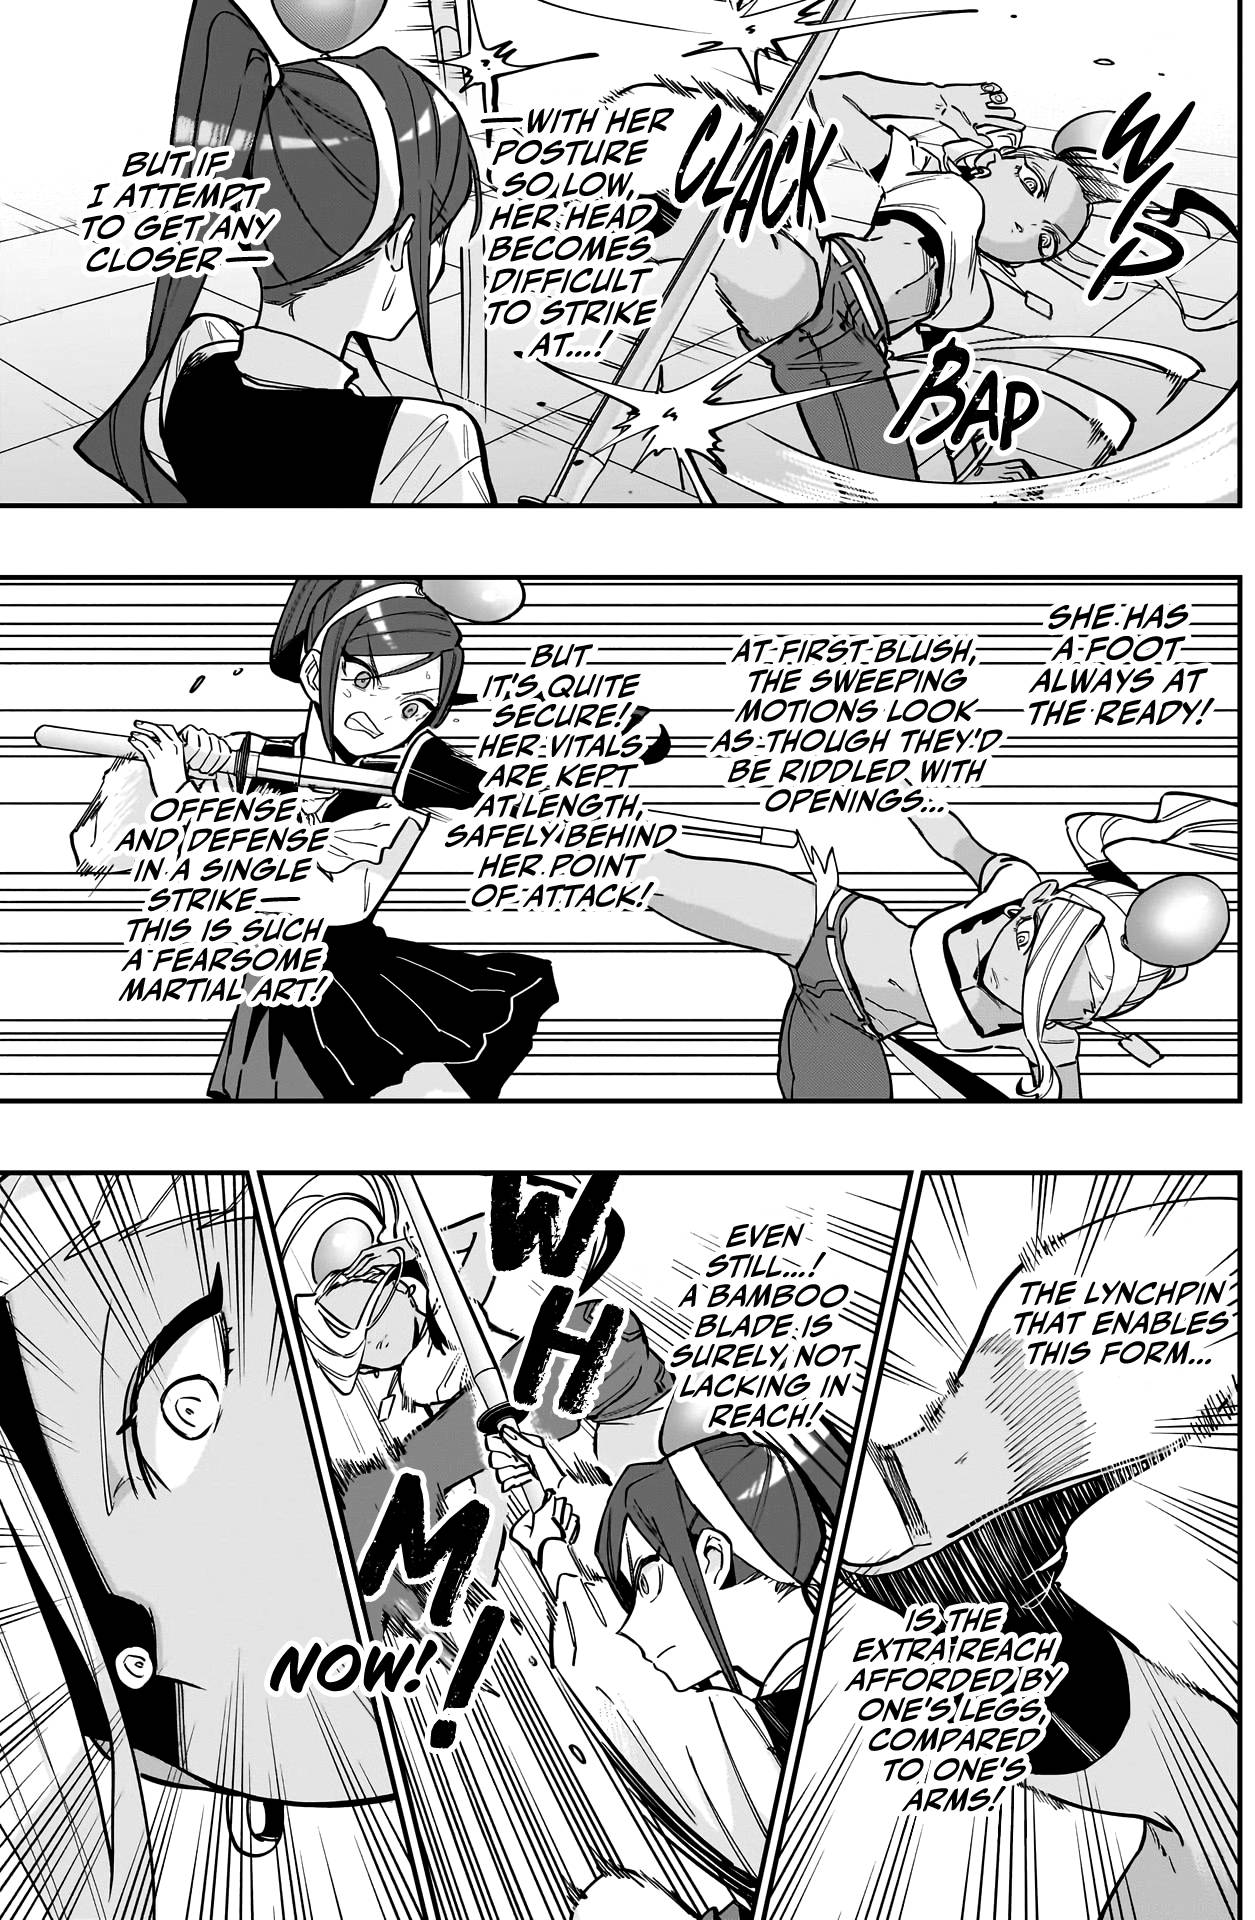 WIP
CLACK
BAP
—WITH HER
POSTURE
SO LOW,
HER HEAD
BECOMES
DIFFICULT
TO STRIKE
AT...!
BUT IF
I ATTEMPT
TO GET ANY
CLOSER—
SHE HAS
A FOOT
ALWAYS AT
THE READY!
AT FIRST BLUSH,
THE SWEEPING
MOTIONS LOOK
AS THOUGH THEY'D
BE RIDDLED WITH
OPENINGS...
BUT
IT'S QUITE
SECURE!
HER VITALS
ARE KEPT
AT LENGTH,
SAFELY BEHIND
HER POINT
OF ATTACK!
OFFENSE
AND DEFENSE
IN A SINGLE
STRIKE—
THIS IS SUCH
A FEARSOME
MARTIAL ART!
THE LYNCHPIN
THAT ENABLES
THIS FORM...
IS THE
EXTRA REACH
AFFORDED BY
ONE'S LEGS,
COMPARED
TO ONE'S
ARMS!
EVEN
STILL...!
A BAMBOO
BLADE IS
SURELY NOT
LACKING IN
REACH!
WHM!
NOW!